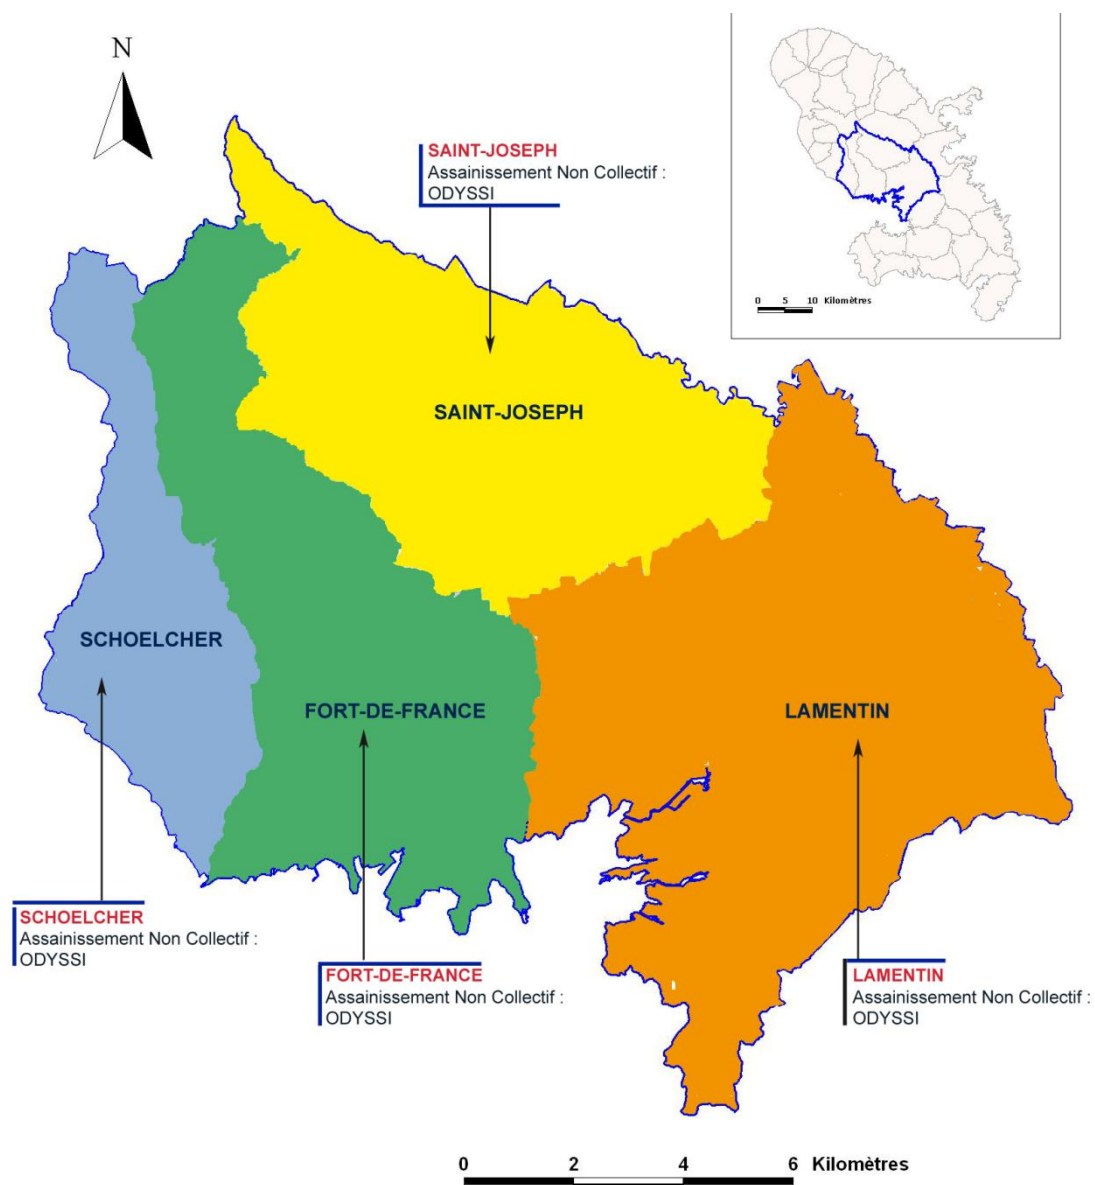 N
SAINT-JOSEPH
Assainissement Non Collectif :
ODYSSI
0 5 10 Kilomètres
SAINT-JOSEPH
SCHOELCHER
FORT-DE-FRANCE
LAMENTIN
SCHOELCHER
Assainissement Non Collectif :
ODYSSI
FORT-DE-FRANCE
Assainissement Non Collectif :
ODYSSI
LAMENTIN
Assainissement Non Collectif :
ODYSSI
0 2 4 6 Kilomètres